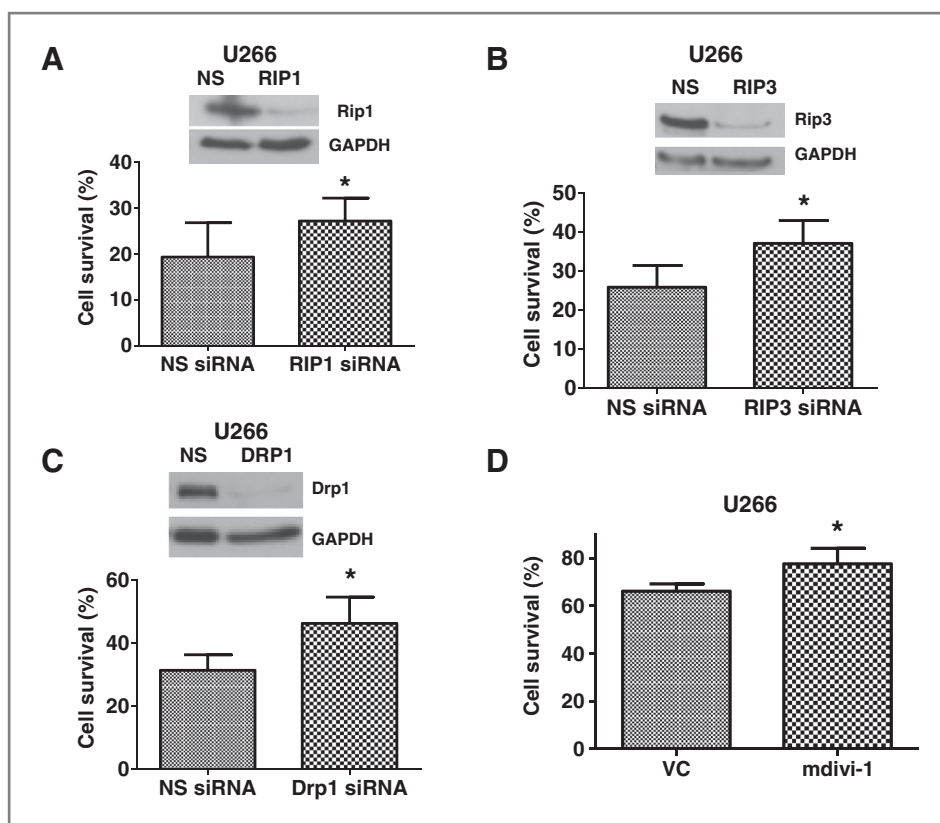 A
U266
NS RIP1
Rip1
GAPDH
40
30
20
10
0
Cell survival (%)
*
NS siRNA RIP1 siRNA
B
U266
NS RIP3
Rip3
GAPDH
50
40
30
20
10
0
Cell survival (%)
*
NS siRNA RIP3 siRNA
C
U266
NS DRP1
Drp1
GAPDH
60
40
20
0
Cell survival (%)
*
NS siRNA Drp1 siRNA
D
U266
80
60
40
20
0
Cell survival (%)
*
VC mdivi-1